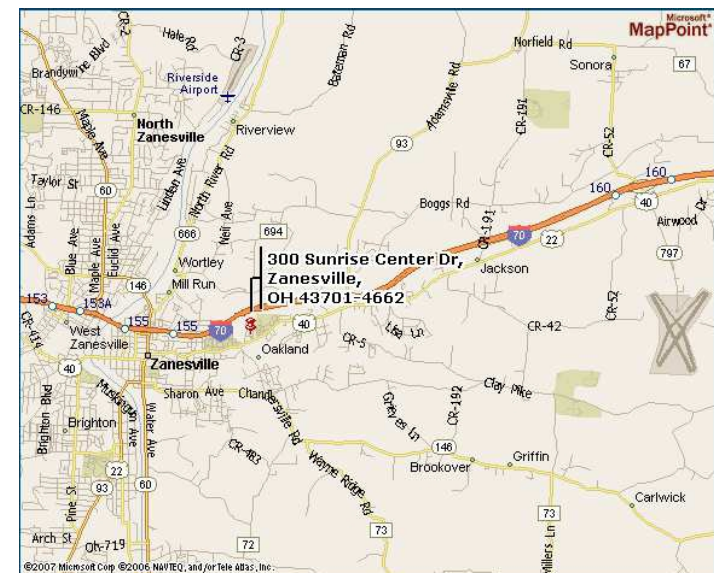 Microsoft®
MapPoint®
Hale Rd
CR-2
CR-3
Bateman Rd
Norfield Rd
Sonora
67
Brandywine Blvd
Riverside
Airport
CR-146
North
Zanesville
Riverview
Adamsville Rd
CR-191
93
CR-52
Maple Ave
Linden Ave
North River Rd
Taylor St
60
Adams Ln
Neil Ave
694
Boggs Rd
CR-191
160
160
40
Airwood Dr
666
Blue Ave
Maple Ave
Euclid Ave
Wortley
70
22
797
Jackson
300 Sunrise Center Dr,
Zanesville,
OH 43701-4662
146
Mill Run
153
153A
155
155
70
40
Lisa Ln
CR-42
CR-52
CR-414
West
Zanesville
CR-5
Oakland
Zanesville
40
Sharon Ave
Chandlersville Rd
CR-192
Clay Pike
Muskingum Ave
Water Ave
Greeves Ln
Brighton Blvd
Brighton
CR-483
Wayne Ridge Rd
146
Griffin
Brookover
22
93
60
Carlwick
Pine St
73
73
Millers Ln
Arch St
Oh-719
72
©2007 Microsoft Corp ©2006 NAVTEQ, and/or Tele Atlas, Inc.